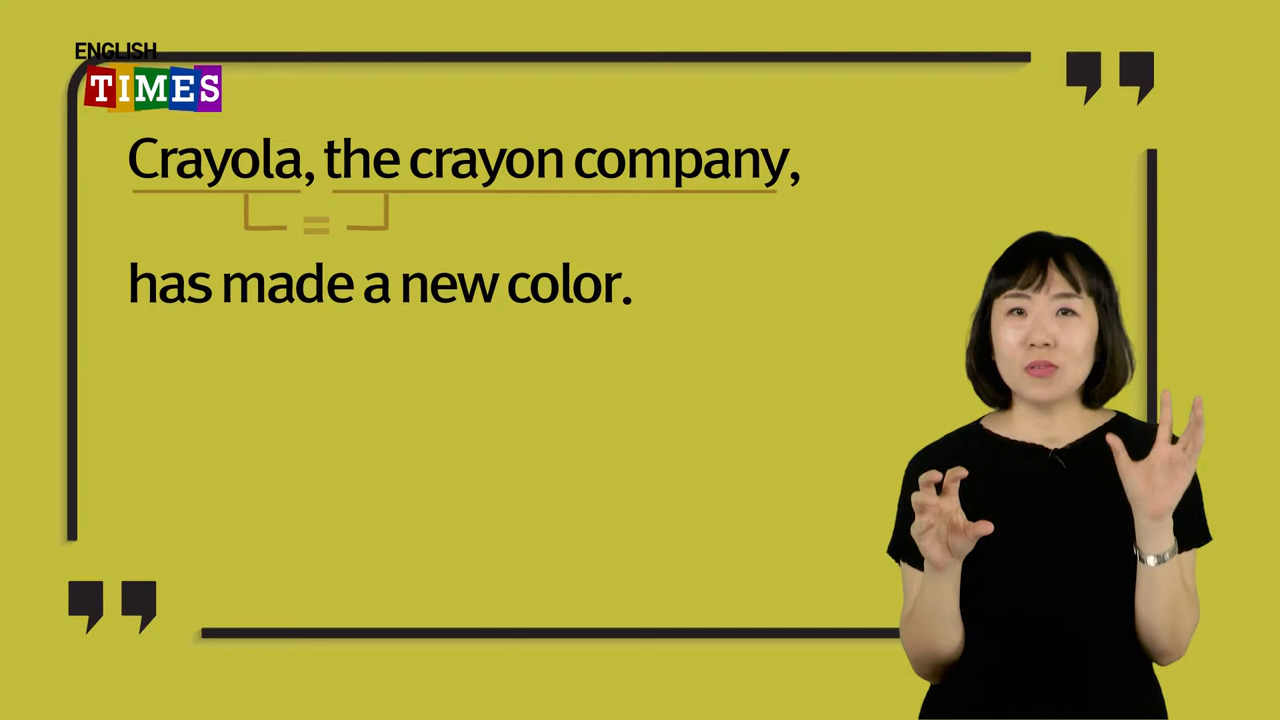 ENGLISH
TIMES
Crayola, the crayon company,
=
has made a new color.